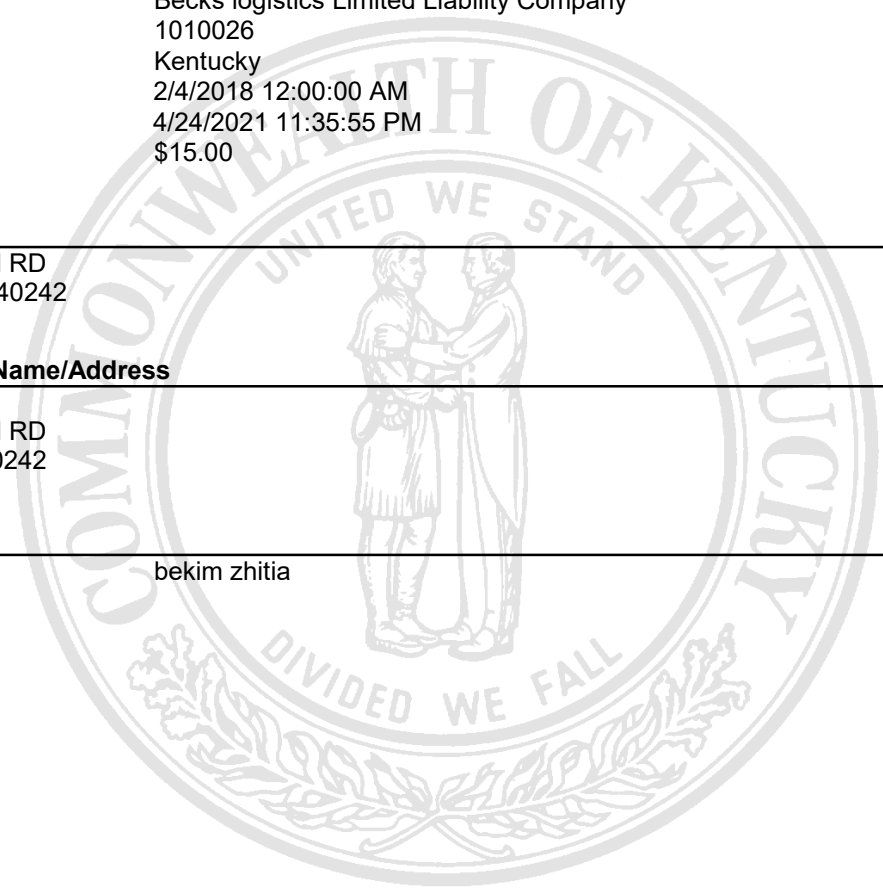 Becks logistics Limited Liability Company
1010026
Kentucky
2/4/2018 12:00:00 AM
4/24/2021 11:35:55 PM
$15.00
RD
40242
Name/Address
RD
0242
bekim zhitia
COMMONWEALTH OF KENTUCKY
UNITED WE STAND
DIVIDED WE FALL